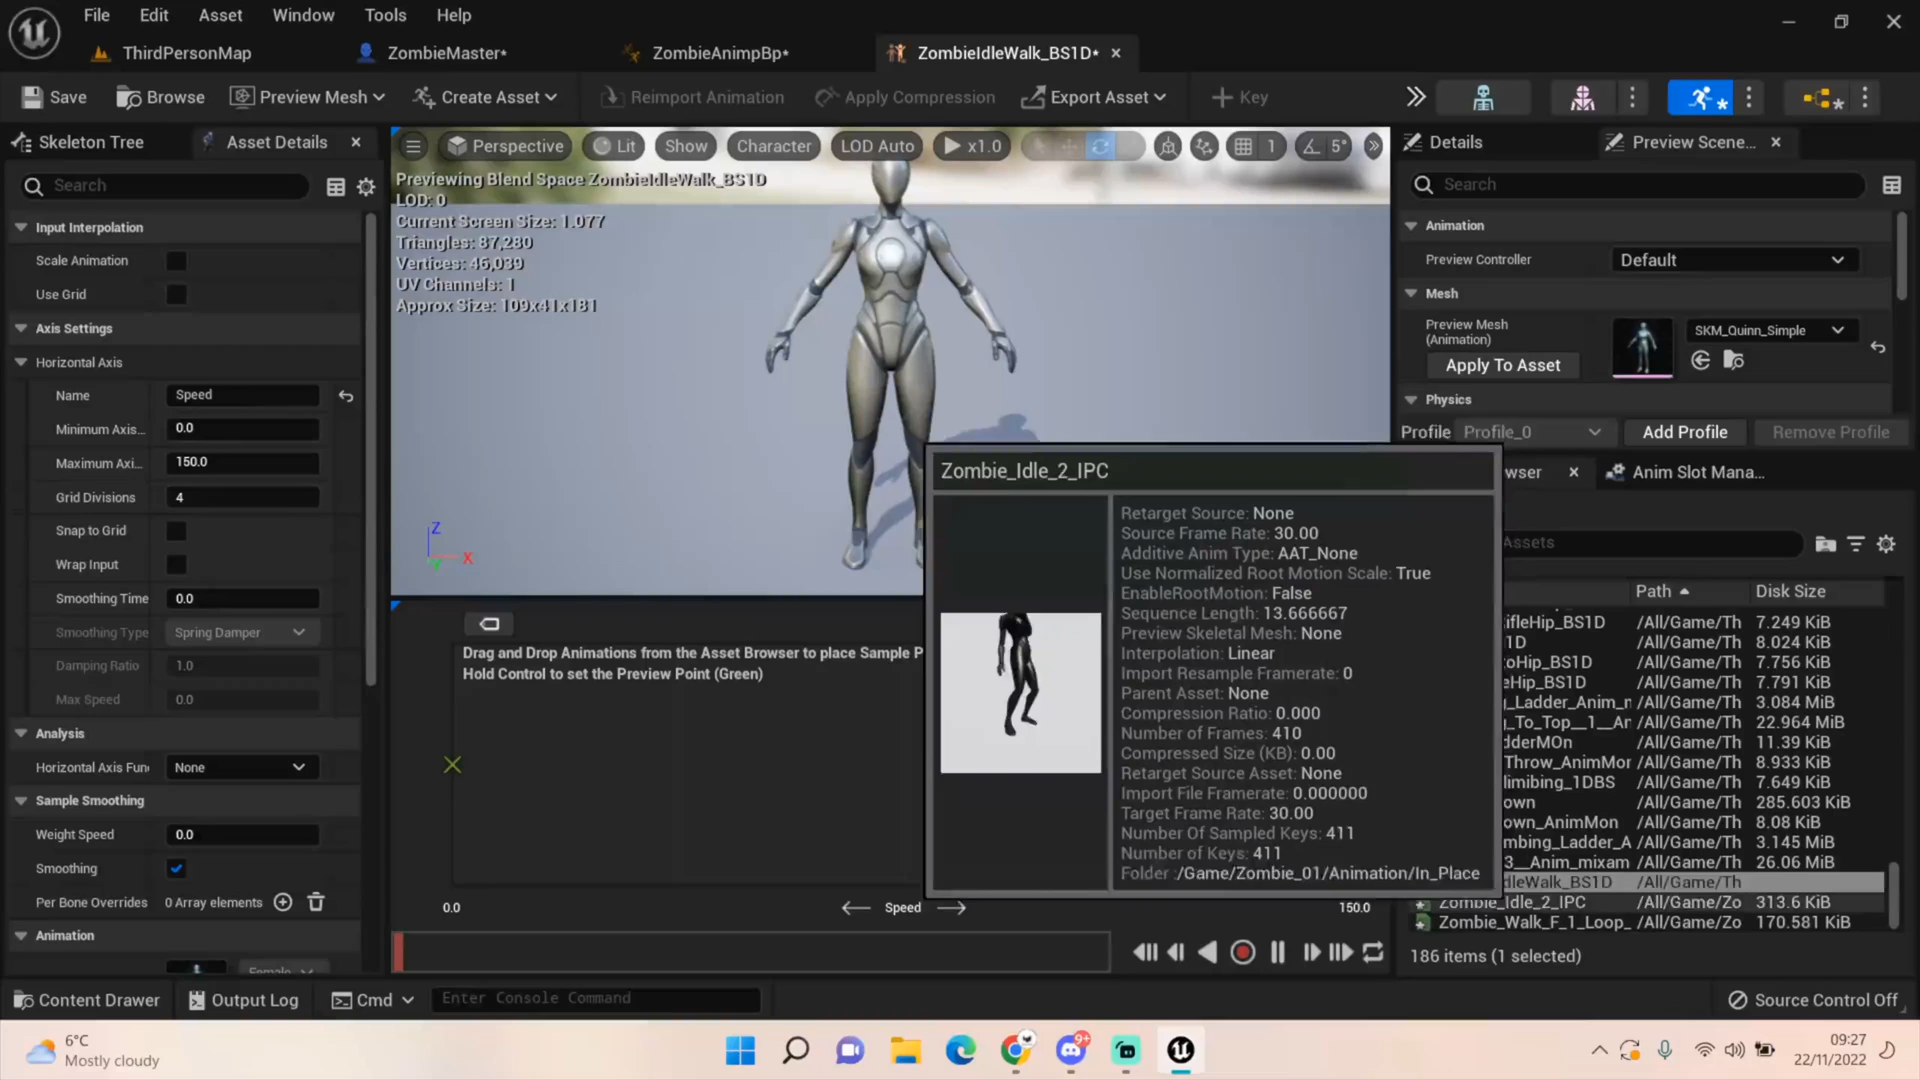 File Edit Asset Window Tools Help
ThirdPersonMap ZombieMaster* ZombieAnimpBp* ZombieIdleWalk_BS1D*
Save Browse Preview Mesh Create Asset Reimport Animation Apply Compression Export Asset Key
Skeleton Tree Asset Details
Search
Input Interpolation
Scale Animation
Use Grid
Axis Settings
Horizontal Axis
Name Speed
Minimum Axis... 0.0
Maximum Axi... 150.0
Grid Divisions 4
Snap to Grid
Wrap Input
Smoothing Time 0.0
Smoothing Type Spring Damper
Damping Ratio 1.0
Max Speed 0.0
Analysis
Horizontal Axis Fun None
Sample Smoothing
Weight Speed 0.0
Smoothing
Per Bone Overrides 0 Array elements
Animation
Perspective Lit Show Character LOD Auto x1.0 1 5°
Previewing Blend Space ZombieIdleWalk_BS1D
LOD: 0
Current Screen Size: 1.077
Triangles: 87,280
Vertices: 46,039
UV Channels: 1
Approx Size: 109x41x181
Z
X
Y
Drag and Drop Animations from the Asset Browser to place Sample P
Hold Control to set the Preview Point (Green)
0.0 Speed 150.0
Zombie_Idle_2_IPC
Retarget Source: None
Source Frame Rate: 30.00
Additive Anim Type: AAT_None
Use Normalized Root Motion Scale: True
EnableRootMotion: False
Sequence Length: 13.666667
Preview Skeletal Mesh: None
Interpolation: Linear
Import Resample Framerate: 0
Parent Asset: None
Compression Ratio: 0.000
Number of Frames: 410
Compressed Size (KB): 0.00
Retarget Source Asset: None
Import File Framerate: 0.000000
Target Frame Rate: 30.00
Number Of Sampled Keys: 411
Number of Keys: 411
Folder :/Game/Zombie_01/Animation/In_Place
Details Preview Scene...
Search
Animation
Preview Controller Default
Mesh
Preview Mesh
(Animation)
SKM_Quinn_Simple
Apply To Asset
Physics
Profile Profile_0 Add Profile Remove Profile
wser Anim Slot Mana...
Assets
Path Disk Size
ifleHip_BS1D /All/Game/Th 7.249 KiB
1D /All/Game/Th 8.024 KiB
toHip_BS1D /All/Game/Th 7.756 KiB
eHip_BS1D /All/Game/Th 7.791 KiB
g_Ladder_Anim_r /All/Game/Th 3.084 MiB
g_To_Top__1__Ar /All/Game/Th 22.964 MiB
dderMOn /All/Game/Th 11.39 KiB
Throw_AnimMor /All/Game/Th 8.933 KiB
limibing_1DBS /All/Game/Th 7.649 KiB
own /All/Game/Th 285.603 KiB
own_AnimMon /All/Game/Th 8.08 KiB
mbing_Ladder_A /All/Game/Th 3.145 MiB
3__Anim_mixam /All/Game/Th 26.06 MiB
dleWalk_BS1D /All/Game/Th
Zombie_Idle_2_IPC /All/Game/Zo 313.6 KiB
Zombie_Walk_F_1_Loop_ /All/Game/Zo 170.581 KiB
186 items (1 selected)
Content Drawer Output Log Cmd Enter Console Command Source Control Off
6°C
Mostly cloudy
9+
09:27
22/11/2022